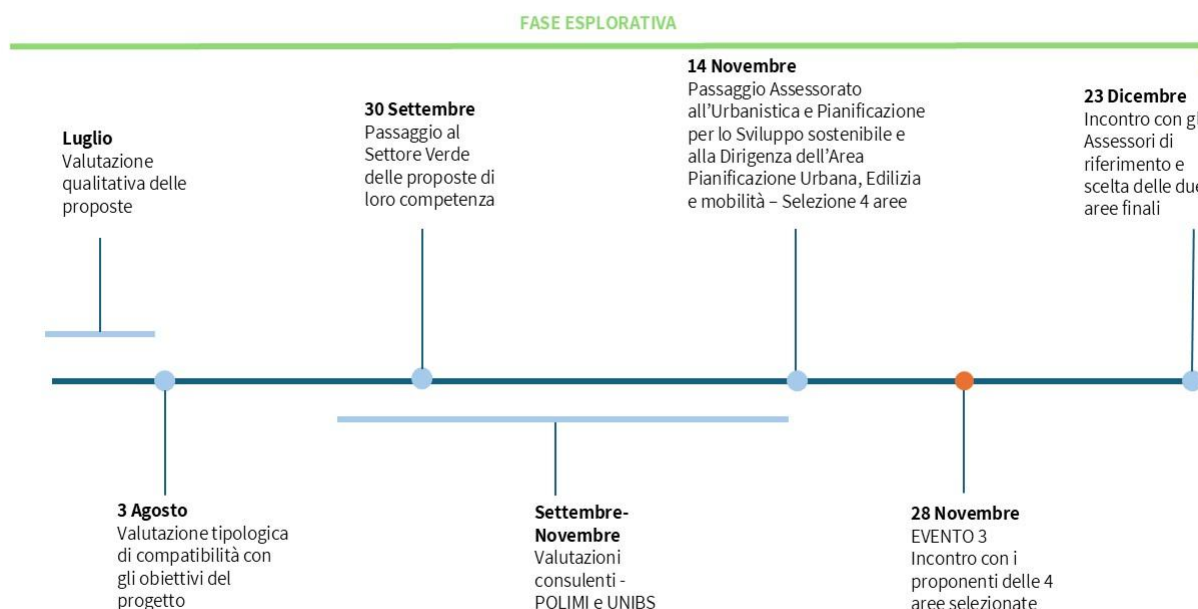 FASE ESPLORATIVA
Luglio
Valutazione
qualitativa delle
proposte
30 Settembre
Passaggio al
Settore Verde
delle proposte di
loro competenza
14 Novembre
Passaggio Assessorato
all’Urbanistica e Pianificazione
per lo Sviluppo sostenibile e
alla Dirigenza dell’Area
Pianificazione Urbana, Edilizia
e mobilità – Selezione 4 aree
23 Dicembre
Incontro con gl
Assessori di
riferimento e
scelta delle due
aree finali
3 Agosto
Valutazione tipologica
di compatibilità con
gli obiettivi del
progetto
Settembre-
Novembre
Valutazioni
consulenti -
POLIMI e UNIBS
28 Novembre
EVENTO 3
Incontro con i
proponenti delle 4
aree selezionate